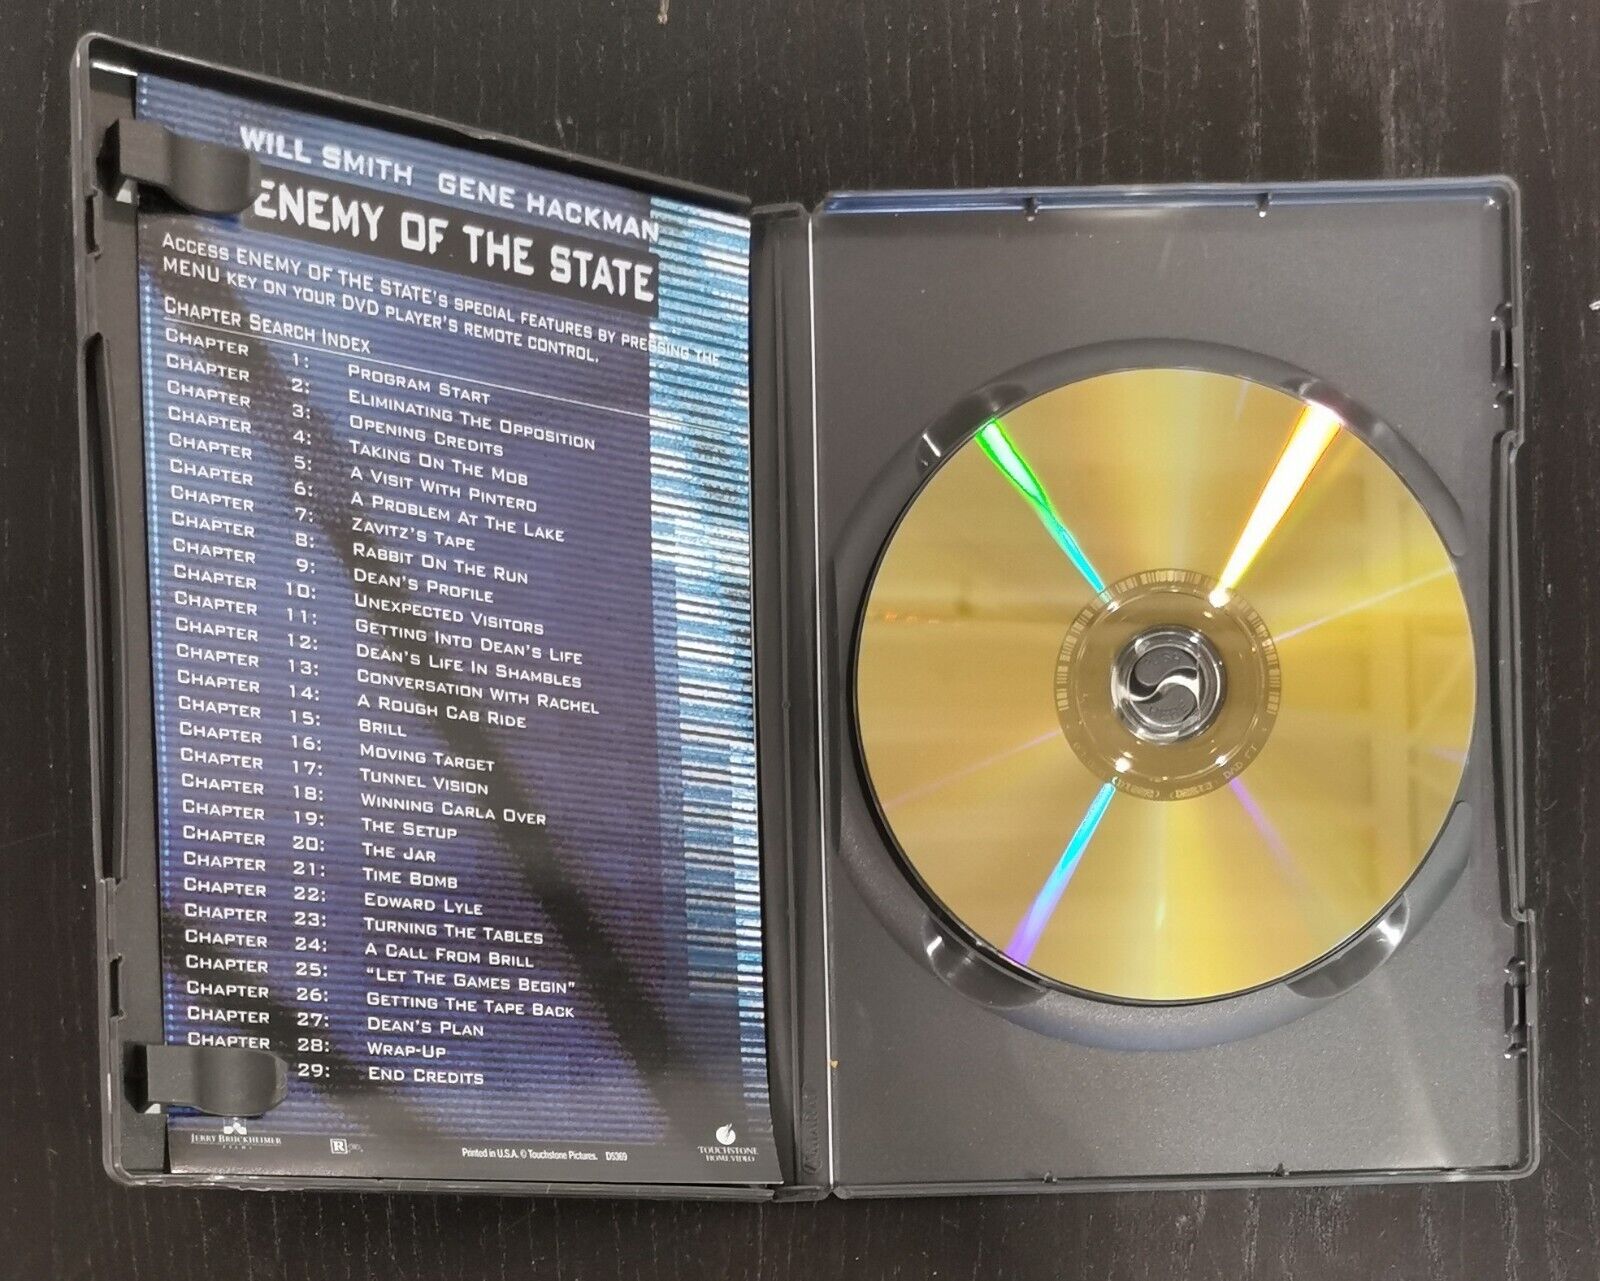 WILL SMITH GENE HACKMAN
ENEMY OF THE STATE
ACCESS ENEMY OF THE STATE'S SPECIAL FEATURES BY PRESSING THE
MENU KEY ON YOUR DVD PLAYER'S REMOTE CONTROL.
CHAPTER SEARCH INDEX
CHAPTER 1: PROGRAM START
CHAPTER 2: ELIMINATING THE OPPOSITION
CHAPTER 3: OPENING CREDITS
CHAPTER 4: TAKING ON THE MOB
CHAPTER 5: A VISIT WITH PINTERO
CHAPTER 6: A PROBLEM AT THE LAKE
CHAPTER 7: ZAVITZ'S TAPE
CHAPTER 8: RABBIT ON THE RUN
CHAPTER 9: DEAN'S PROFILE
CHAPTER 10: UNEXPECTED VISITORS
CHAPTER 11: GETTING INTO DEAN'S LIFE
CHAPTER 12: DEAN'S LIFE IN SHAMBLES
CHAPTER 13: CONVERSATION WITH RACHEL
CHAPTER 14: A ROUGH CAB RIDE
CHAPTER 15: BRILL
CHAPTER 16: MOVING TARGET
CHAPTER 17: TUNNEL VISION
CHAPTER 18: WINNING CARLA OVER
CHAPTER 19: THE SETUP
CHAPTER 20: THE JAR
CHAPTER 21: TIME BOMB
CHAPTER 22: EDWARD LYLE
CHAPTER 23: TURNING THE TABLES
CHAPTER 24: A CALL FROM BRILL
CHAPTER 25: "LET THE GAMES BEGIN"
CHAPTER 26: GETTING THE TAPE BACK
CHAPTER 27: DEAN'S PLAN
CHAPTER 28: WRAP-UP
29: END CREDITS
JERRY BRUCKHEIMER
FILMS
R
Printed in U.S.A. © Touchstone Pictures. D5369
TOUCHSTONE
HOME VIDEO